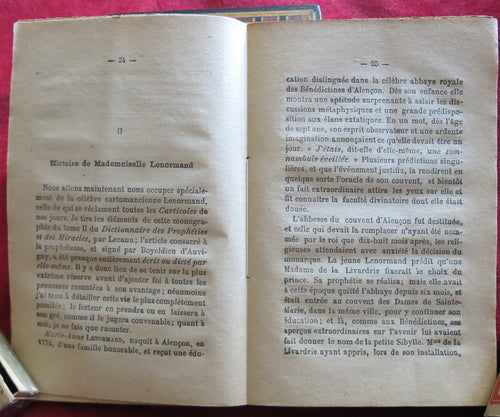 — 24 —
II
Histoire de Mademoiselle Lenormand
Nous allons maintenant nous occuper spéciale-
ment de la célèbre cartomancienne Lenormand,
celle de qui se réclament toutes les Carticoles de
nos jours. Je tire les éléments de cette monogra-
phie du tome II du Dictionnaire des Prophéties
et des Miracles, par Lecanu; l'article consacré à
la prophétesse, et signé par Boyeldieu d'Auvi-
gny, a été presque entièrement écrit ou dicté par
elle-même. Il y a donc lieu de se tenir sur la plus
extrême réserve avant d'ajouter foi à toutes les
prouesses racontées à son avantage; néanmoins
j'ai tenu à détailler cette vie le plus complètement
possible; le lecteur en prendra ou en laissera à
son gré, comme il le jugera convenable; quant à
moi, je ne fais que raconter.
Marie-Anne LENORMAND, naquit à Alençon, en
1772, d'une famille honorable, et reçut une édu-
— 25 —
cation distinguée dans la célèbre abbaye royale
des Bénédictines d'Alençon. Dès son enfance elle
montra une aptitude surprenante à saisir les dis-
cussions métaphysiques et une grande prédispo-
sition aux élans extatiques. En un mot, dès l'âge
de sept ans, son esprit observateur et une ardente
imagination annonçaient ce qu'elle devait être un
jour. « J'étais, dit-elle d'elle-même, une som-
nambule éveillée. » Plusieurs prédictions singu-
lières, et que l'événement justifia, la rendirent en
quelque sorte l'oracle de son couvent, et bientôt
un fait extraordinaire attira les yeux sur elle et
fit connaître la faculté divinatoire dont elle était
douée.
L'abbesse du couvent d'Alençon fut destituée,
et celle qui devait la remplacer n'ayant été nom-
mée par le roi que dix-huit mois après, les reli-
gieuses attendaient avec anxiété la décision du
monarque. La jeune Lenormand prédit qu'une
Madame de la Livardrie fixerait le choix du
prince. Sa prophétie se réalisa; mais elle avait
à cette époque quitté l'abbaye depuis six mois, et
était entrée au couvent des Dames de Sainte-
Marie, dans la même ville, pour y continuer son
éducation; et là, comme aux Bénédictines, ses
aperçus extraordinaires sur l'avenir lui avaient
fait donner le nom de la petite Sibylle. Mme de
la Livardrie ayant appris, lors de son installation,